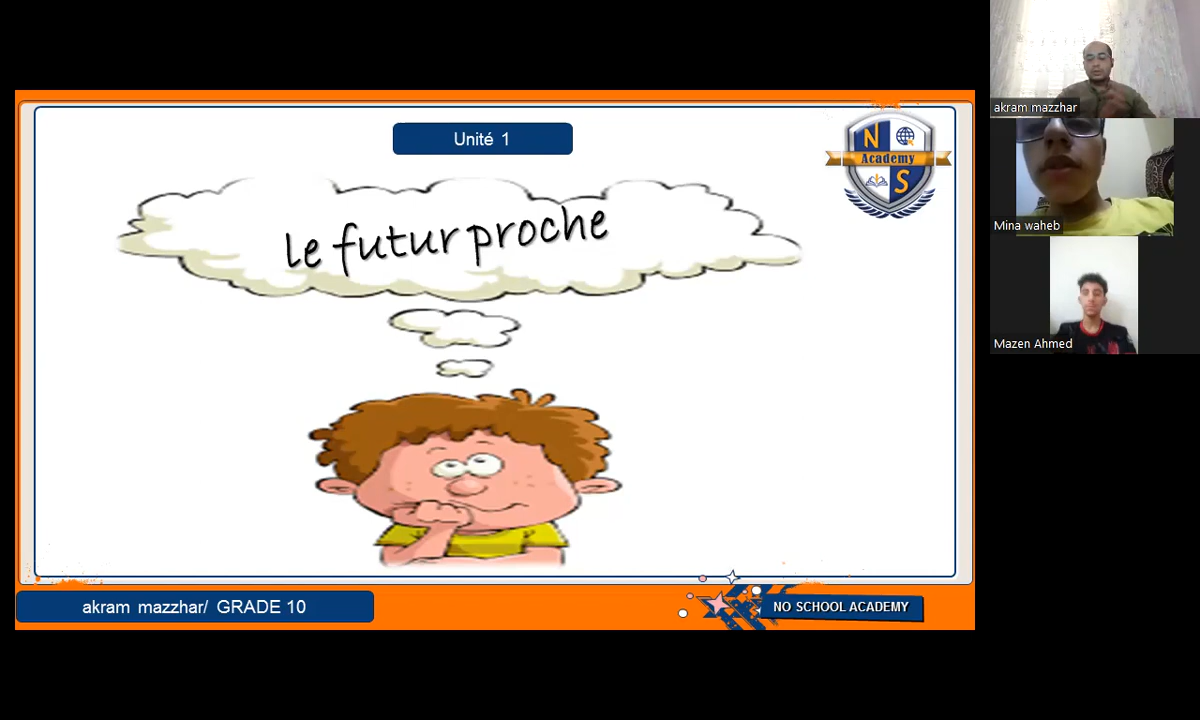 Unité 1
N
Academy
S
le futur proche
akram mazzhar/ GRADE 10
NO SCHOOL ACADEMY
akram mazzhar
Mina waheb
Mazen Ahmed